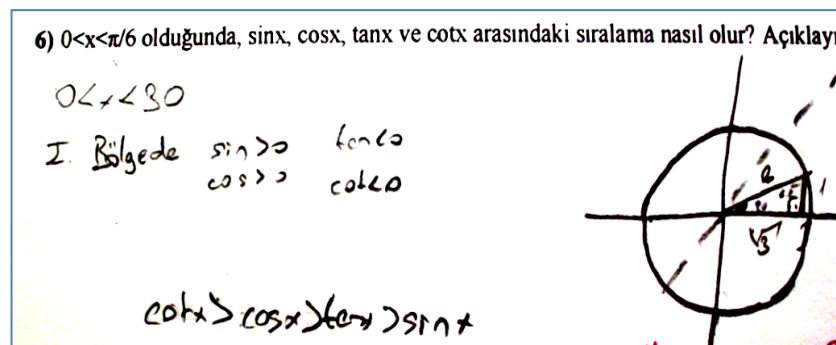 6) 0<x<π/6 olduğunda, sinx, cosx, tanx ve cotx arasındaki sıralama nasıl olur? Açıklayı
0<x<30
I. Bölgede sin>0 tan<0
cos>0 cot<0
2
1
√3
cotx>cosx>tanx>sinx